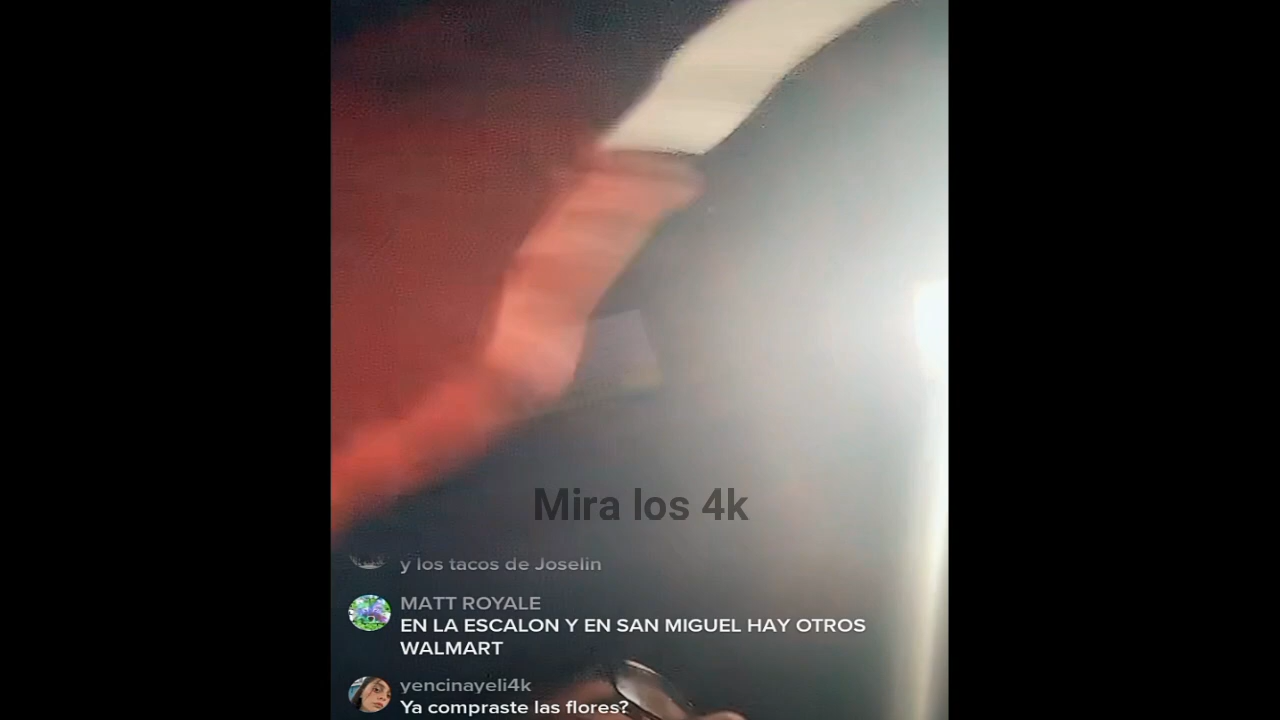 Mira los 4k
y los tacos de Joselin
MATT ROYALE
EN LA ESCALON Y EN SAN MIGUEL HAY OTROS
WALMART
yencinayeli4k
Ya compraste las flores?